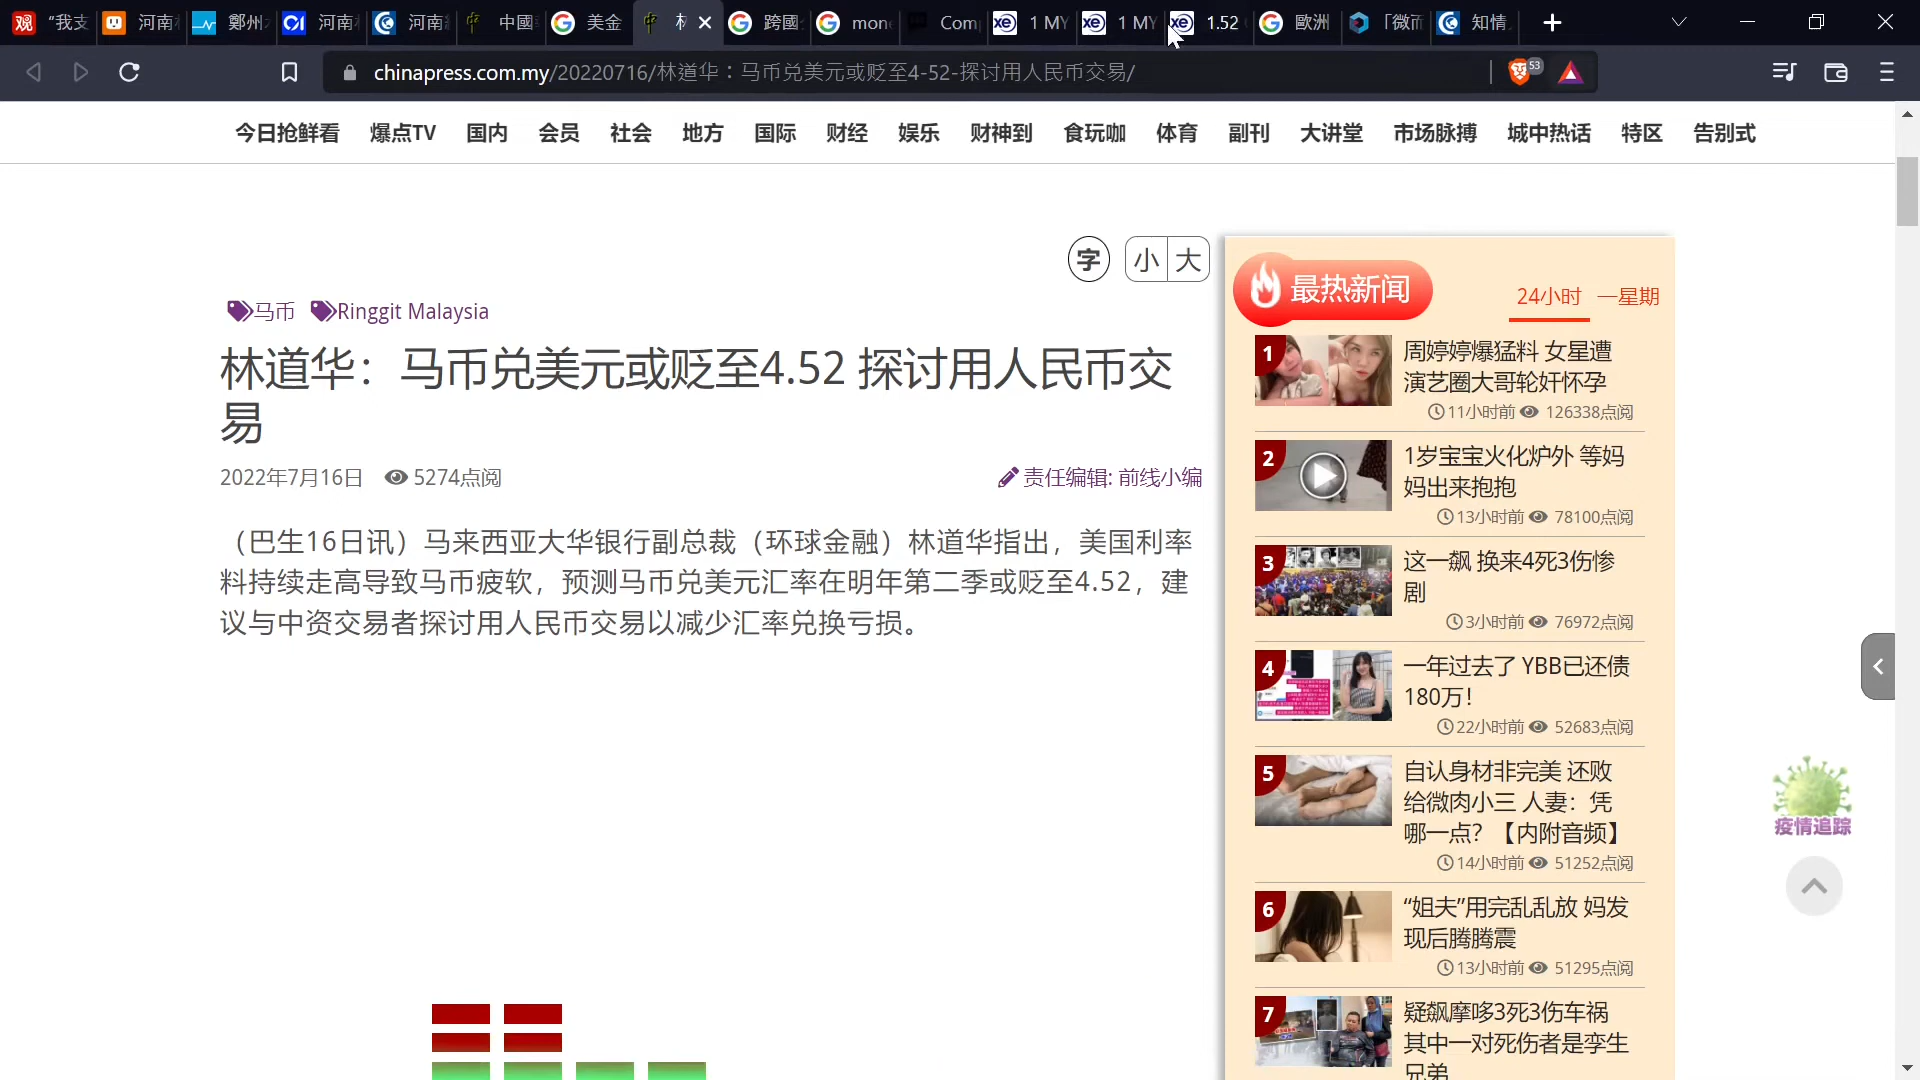 观 "我支
河南村
鄭州
河南村
河南
中國
美金
林
跨國
mone
Com
1 MY
1 MY
1.52
歐洲
「微
知情
chinapress.com.my/20220716/林道华：马币兑美元或贬至4-52-探讨用人民币交易/
53
今日抢鲜看 爆点TV 国内 会员 社会 地方 国际 财经 娱乐 财神到 食玩咖 体育 副刊 大讲堂 市场脉搏 城中热话 特区 告别式
字 小 大
马币 Ringgit Malaysia
林道华：马币兑美元或贬至4.52 探讨用人民币交
易
2022年7月16日 5274点阅
责任编辑: 前线小编
（巴生16日讯）马来西亚大华银行副总裁（环球金融）林道华指出，美国利率
料持续走高导致马币疲软，预测马币兑美元汇率在明年第二季或贬至4.52，建
议与中资交易者探讨用人民币交易以减少汇率兑换亏损。
最热新闻
24小时 一星期
1
周婷婷爆猛料 女星遭
演艺圈大哥轮奸怀孕
11小时前 126338点阅
2
1岁宝宝火化炉外 等妈
妈出来抱抱
13小时前 78100点阅
3
这一飙 换来4死3伤惨
剧
3小时前 76972点阅
4
一年过去了 YBB已还债
180万！
22小时前 52683点阅
5
自认身材非完美 还败
给微肉小三 人妻：凭
哪一点？【内附音频】
14小时前 51252点阅
6
“姐夫”用完乱乱放 妈发
现后腾腾震
13小时前 51295点阅
7
疑飙摩哆3死3伤车祸
其中一对死伤者是孪生
兄弟
疫情追踪